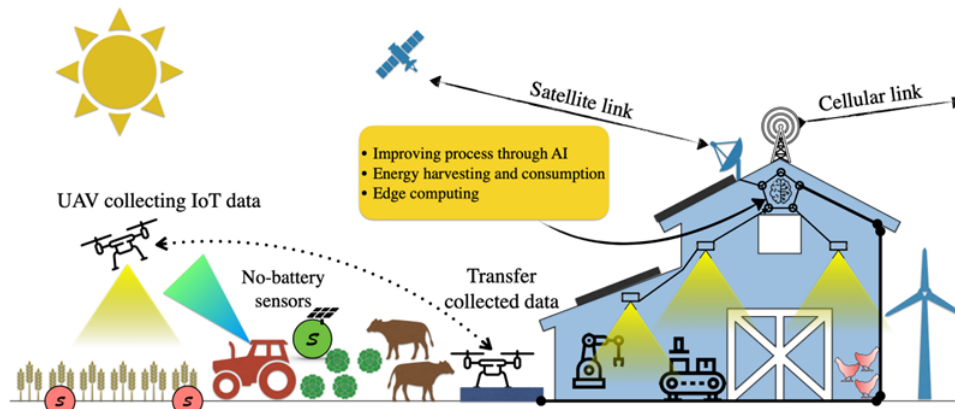 Satellite link
Cellular link
• Improving process through AI
• Energy harvesting and consumption
• Edge computing
UAV collecting IoT data
No-battery
sensors
Transfer
collected data
S
S
S